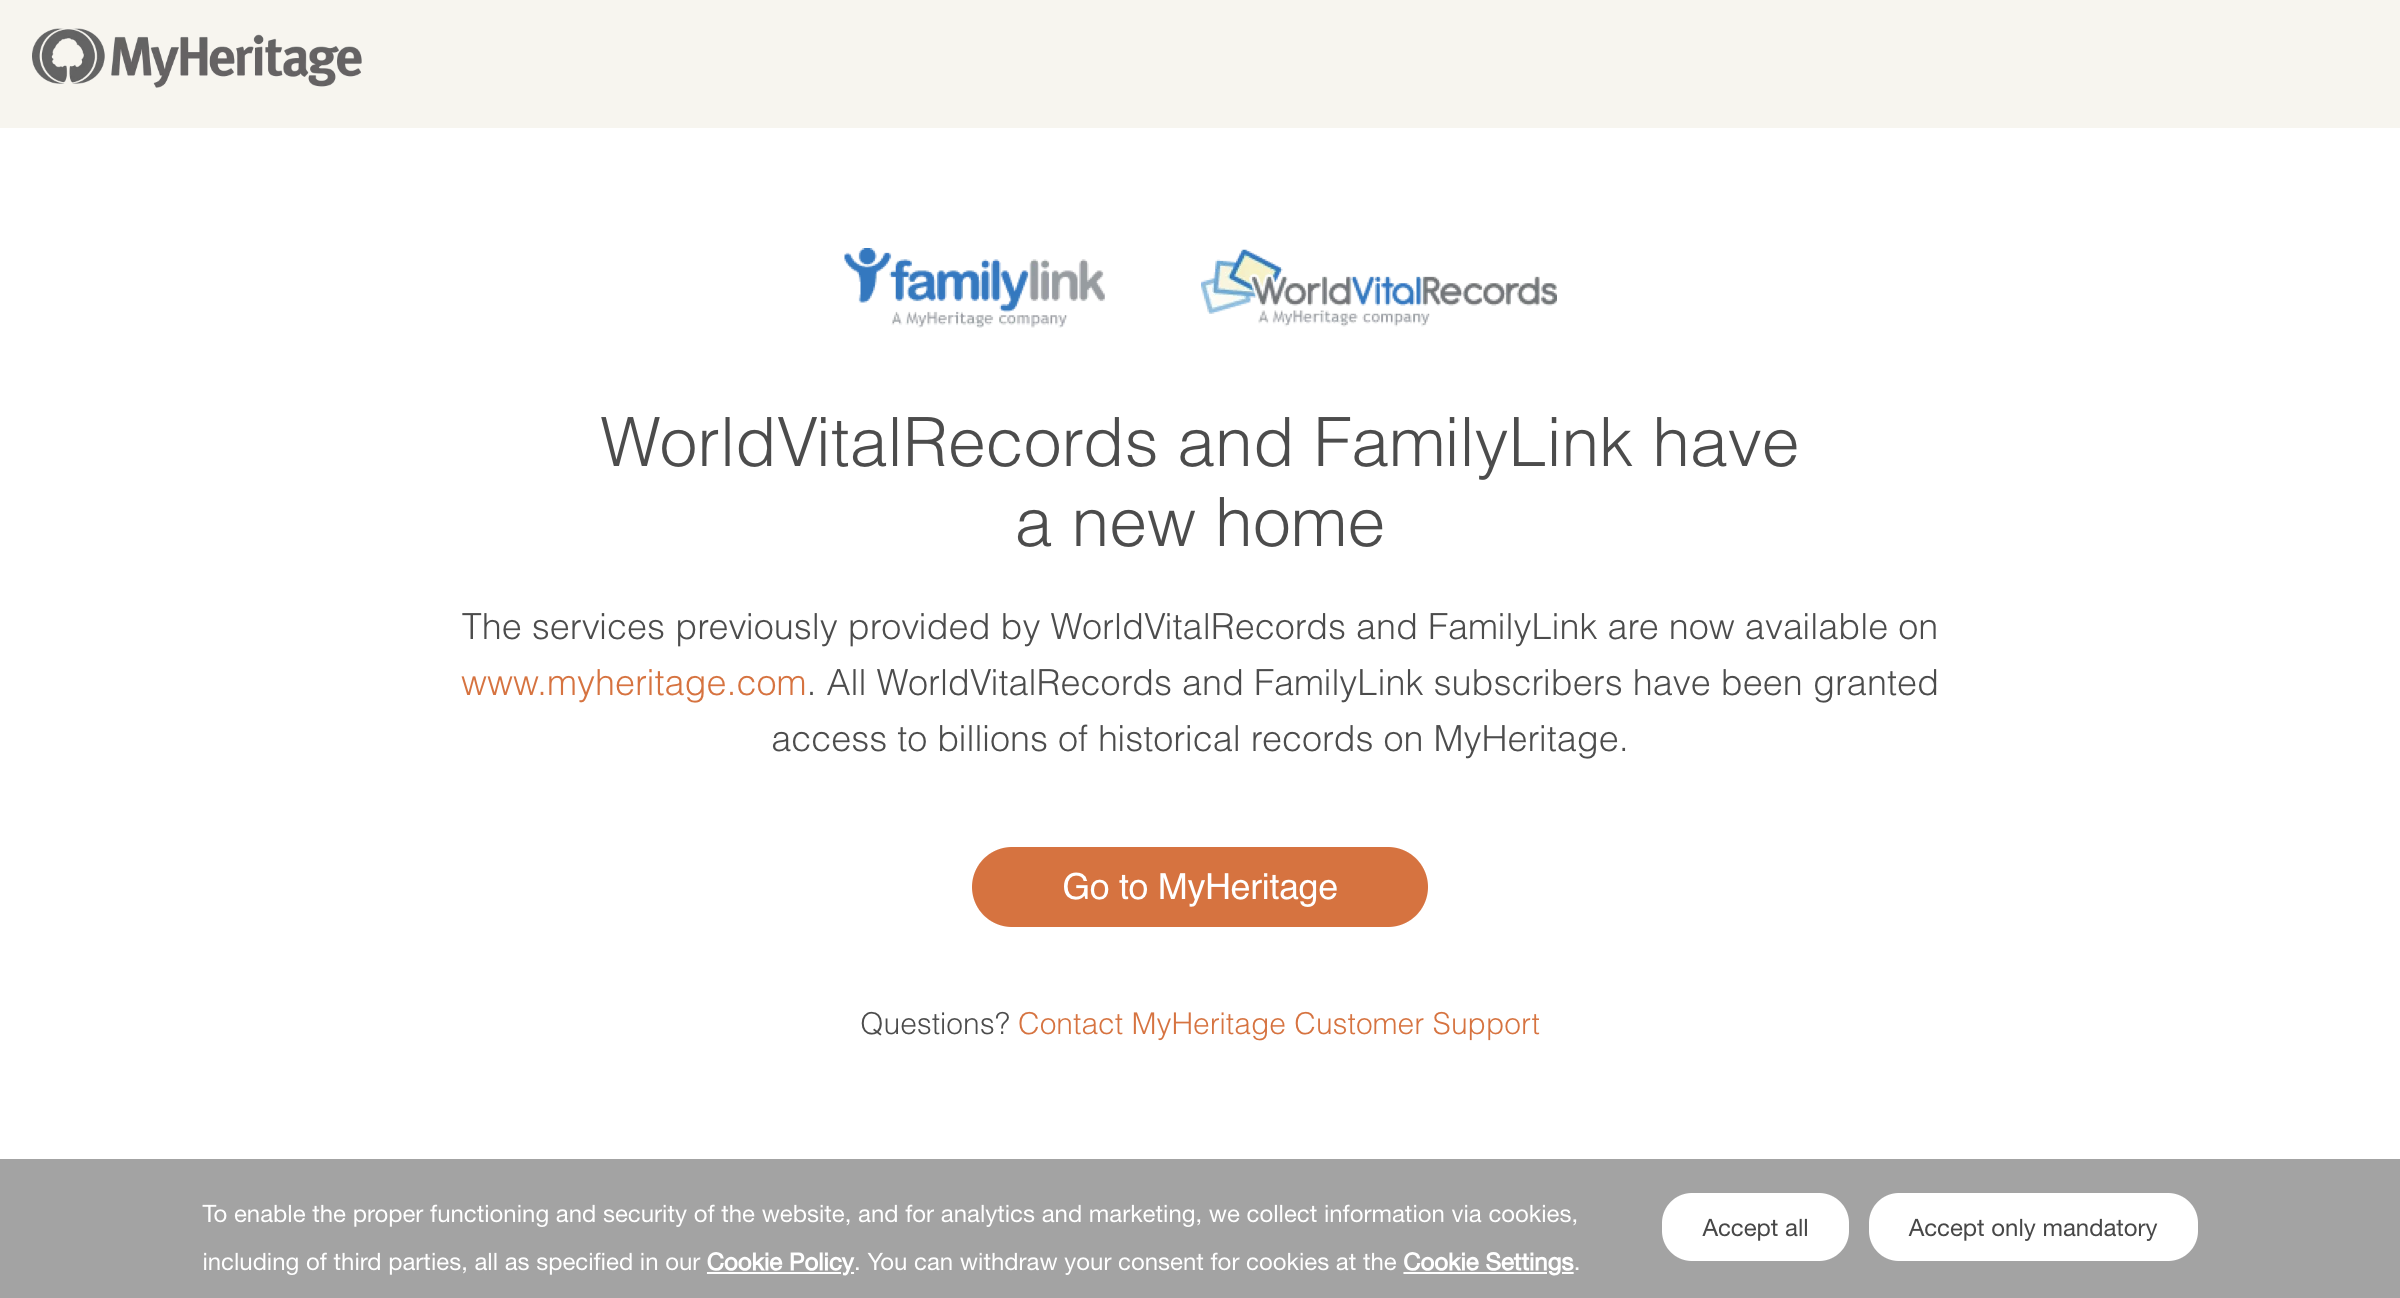 MyHeritage
familylink
A MyHeritage company
WorldVitalRecords
A MyHeritage company
WorldVitalRecords and FamilyLink have
a new home
The services previously provided by WorldVitalRecords and FamilyLink are now available on
www.myheritage.com. All WorldVitalRecords and FamilyLink subscribers have been granted
access to billions of historical records on MyHeritage.
Go to MyHeritage
Questions? Contact MyHeritage Customer Support
To enable the proper functioning and security of the website, and for analytics and marketing, we collect information via cookies,
including of third parties, all as specified in our Cookie Policy. You can withdraw your consent for cookies at the Cookie Settings.
Accept all
Accept only mandatory